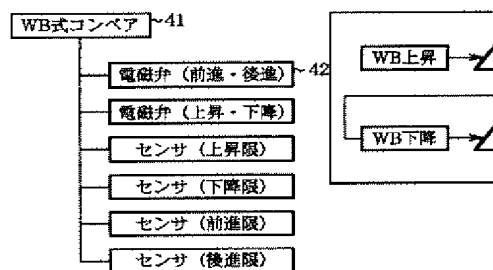 WB式コンベア
41
電磁弁（前進・後進）
42
電磁弁（上昇・下降）
センサ（上昇限）
センサ（下降限）
センサ（前進限）
センサ（後進限）
WB上昇
WB下降